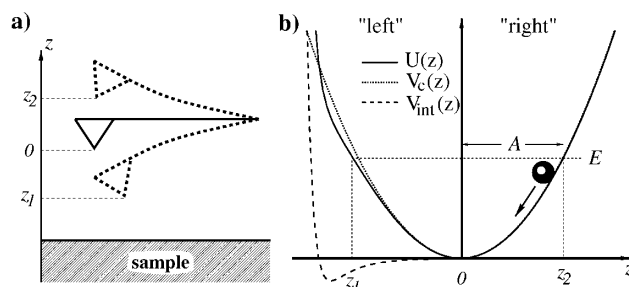 a)
z
z2
0
z1
sample
b)
"left"
"right"
U(z)
Vc(z)
Vint(z)
A
E
z1
0
z2
z